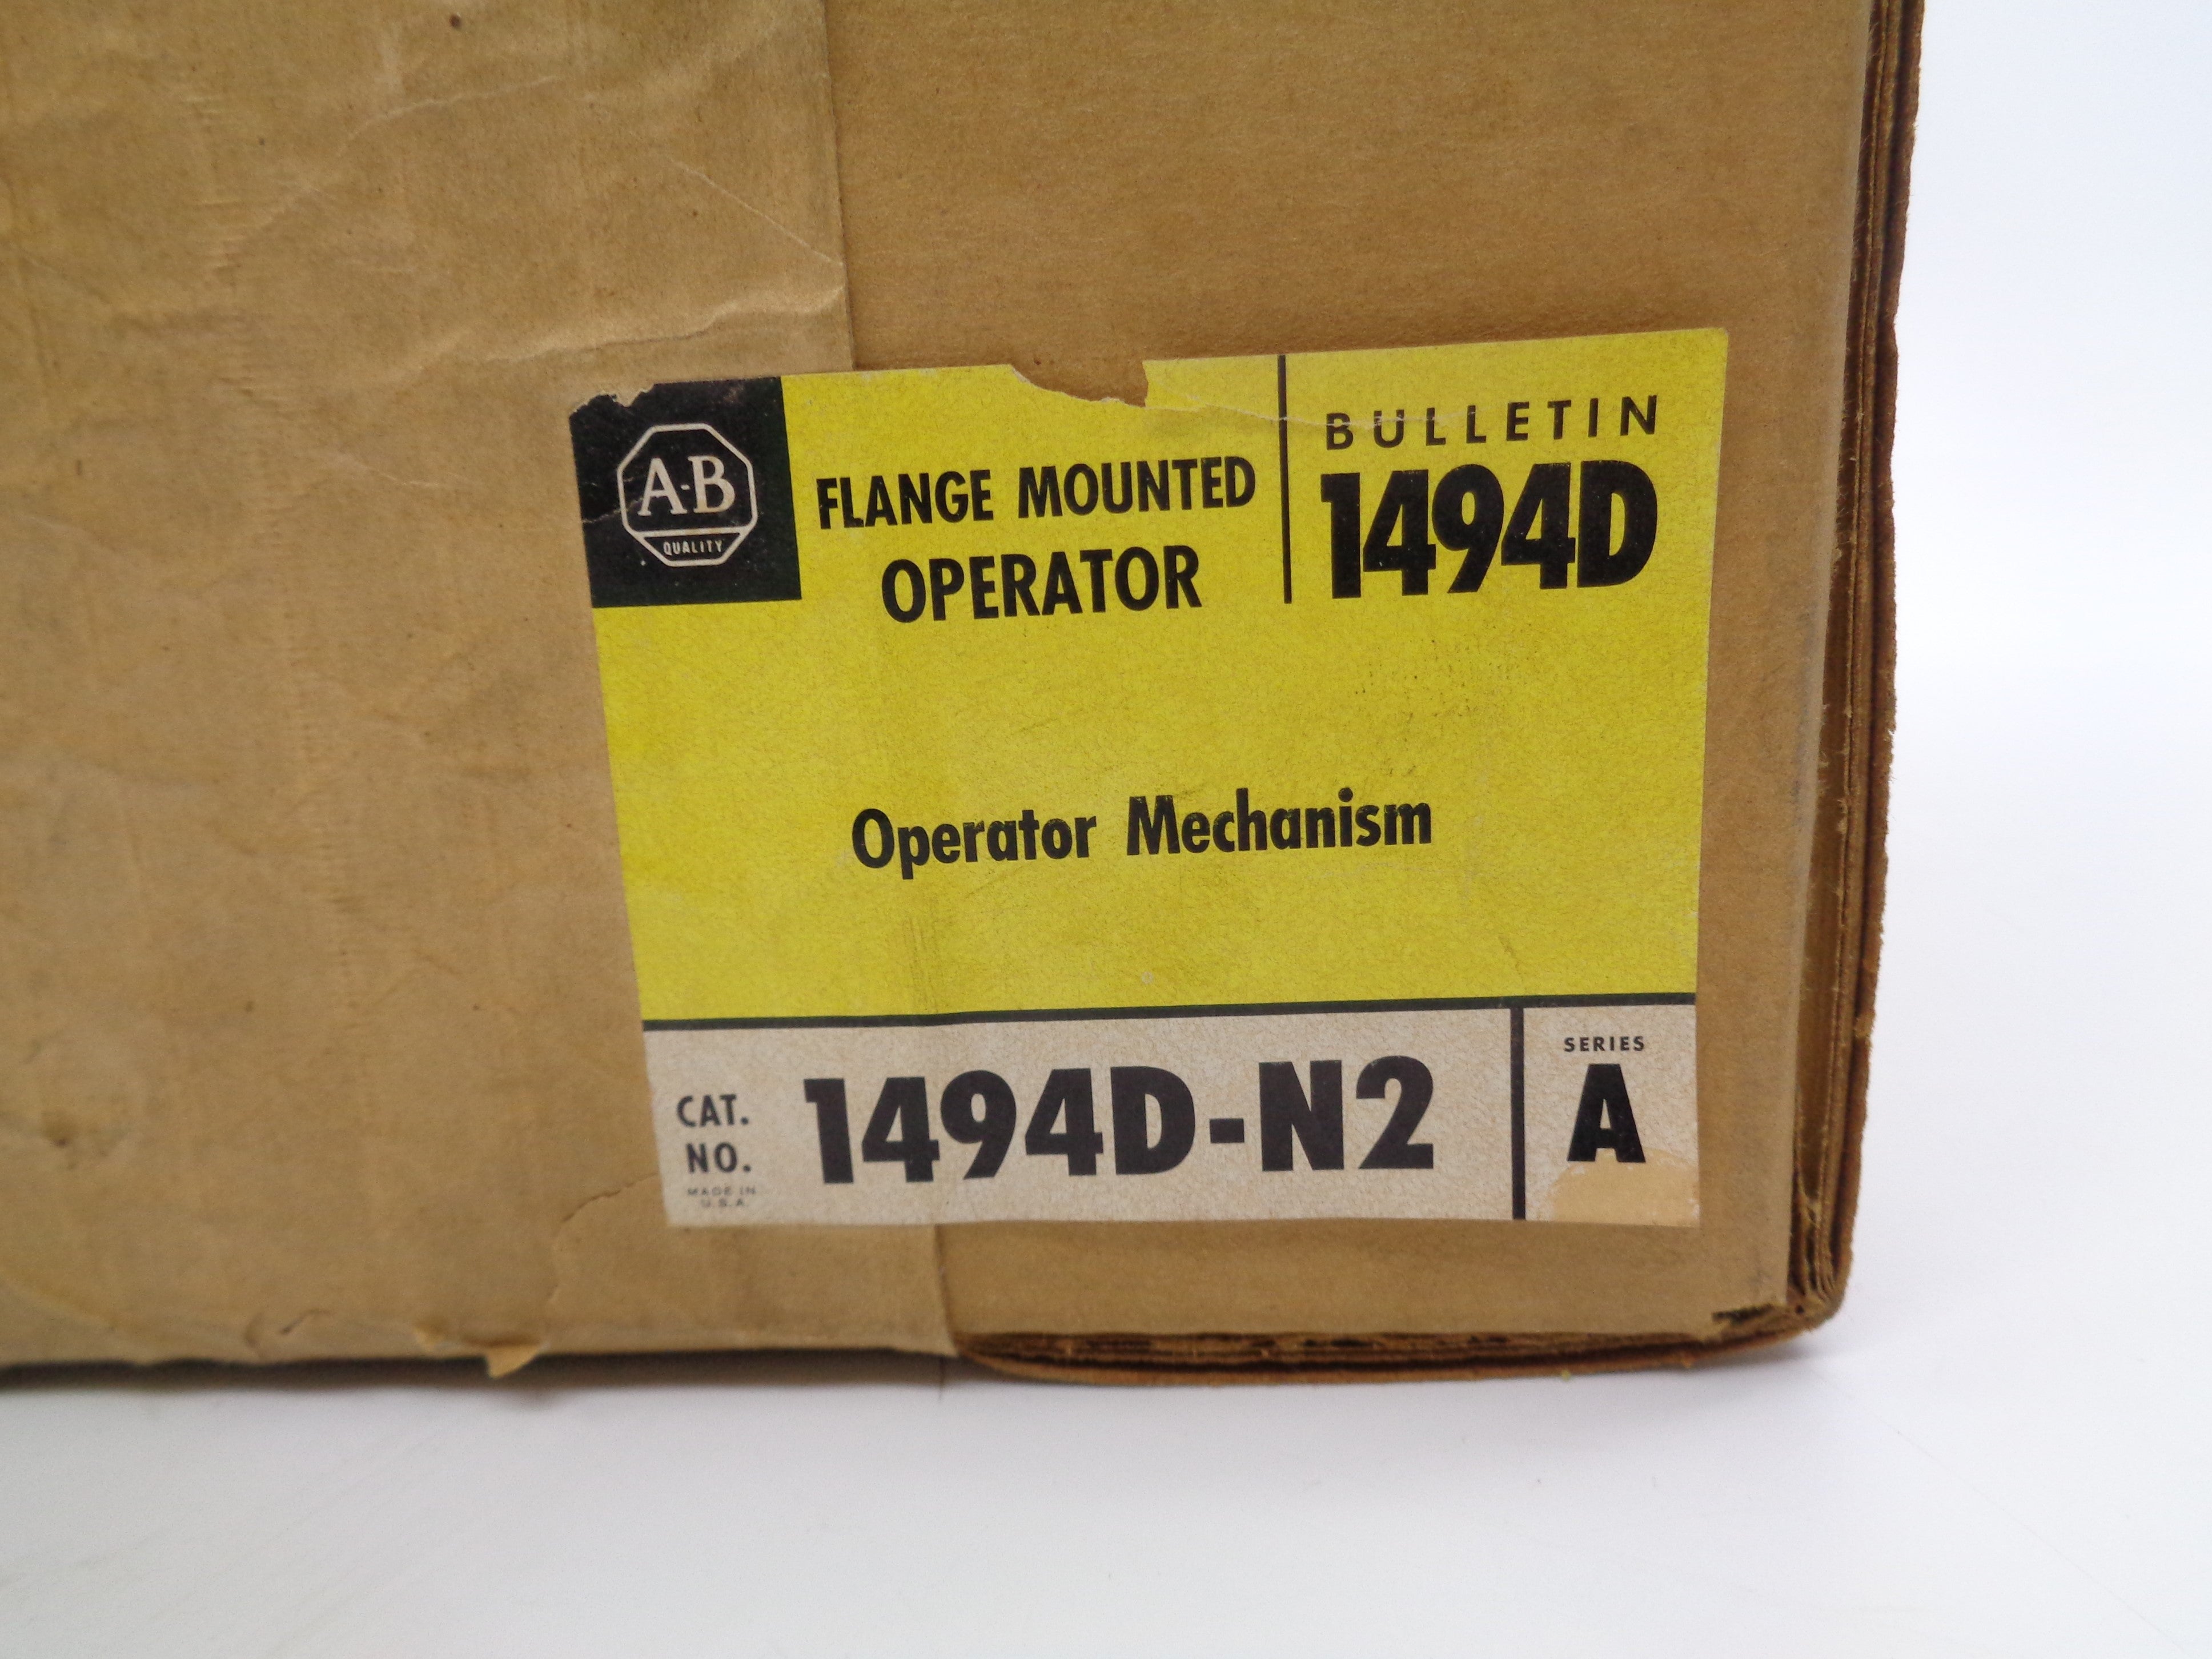 A-B
QUALITY
FLANGE MOUNTED
OPERATOR
BULLETIN
1494D
Operator Mechanism
CAT.
NO.
MADE IN
U.S.A.
1494D-N2
SERIES
A